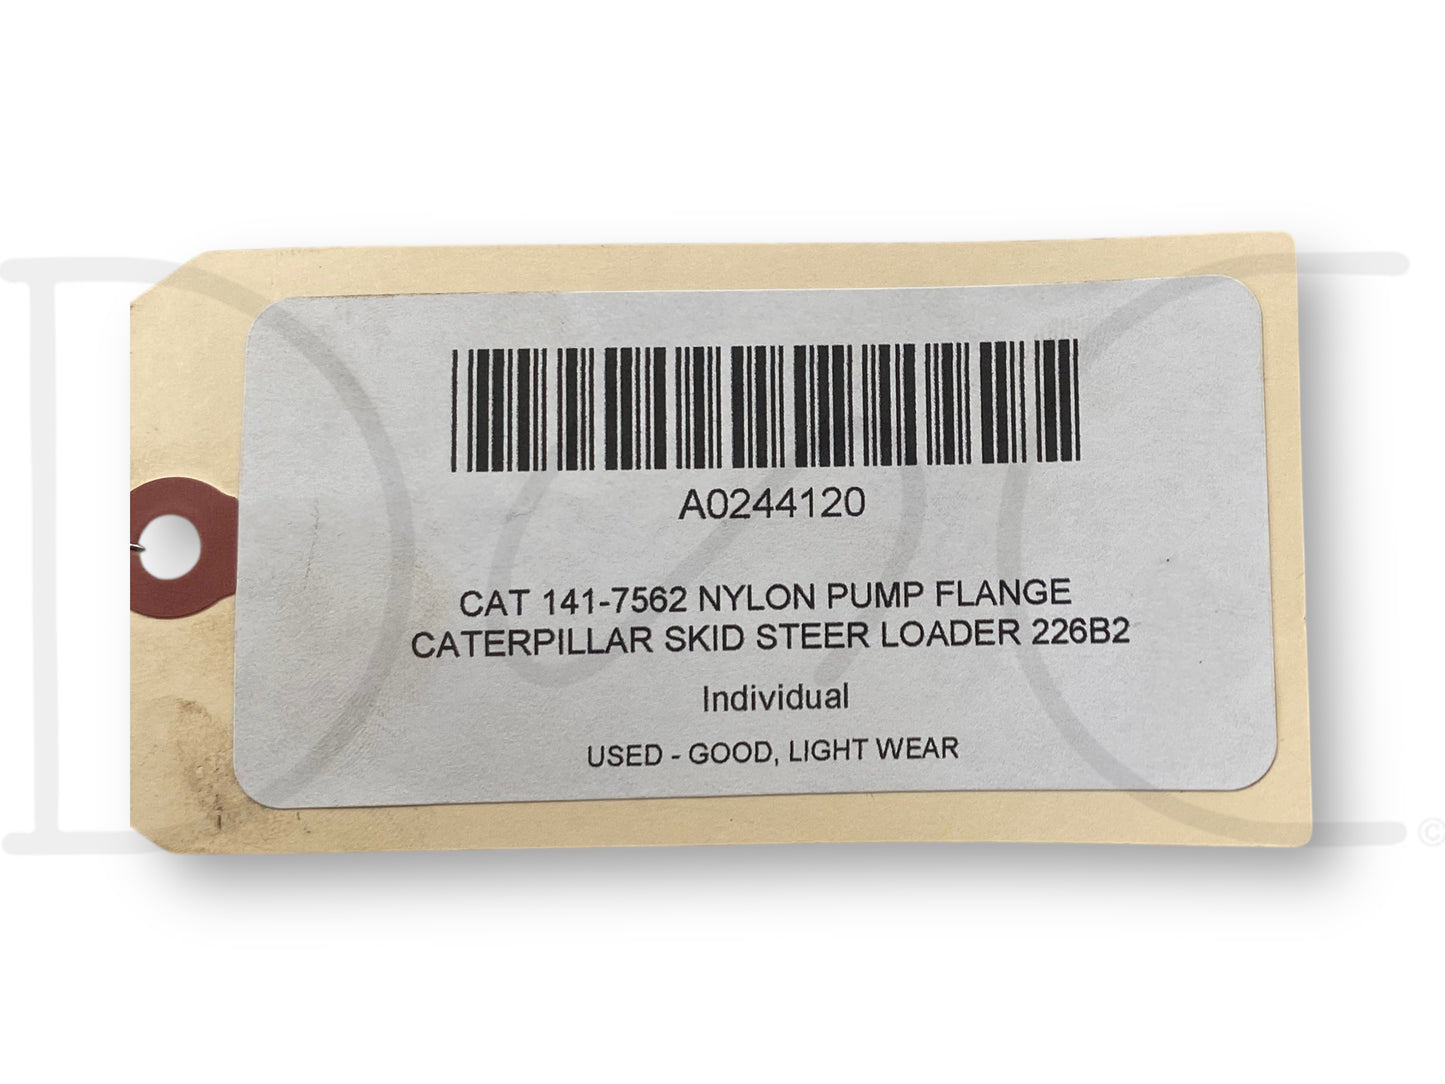 A0244120
CAT 141-7562 NYLON PUMP FLANGE
CATERPILLAR SKID STEER LOADER 226B2
Individual
USED - GOOD, LIGHT WEAR
©